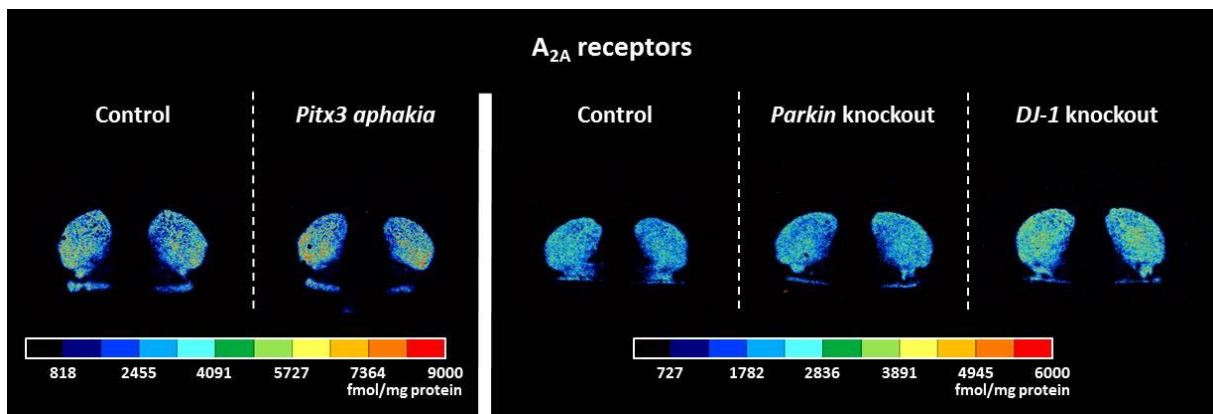 A2A receptors
Control
Pitx3 aphakia
Control
Parkin knockout
DJ-1 knockout
818 2455 4091 5727 7364 9000
fmol/mg protein
727 1782 2836 3891 4945 6000
fmol/mg protein